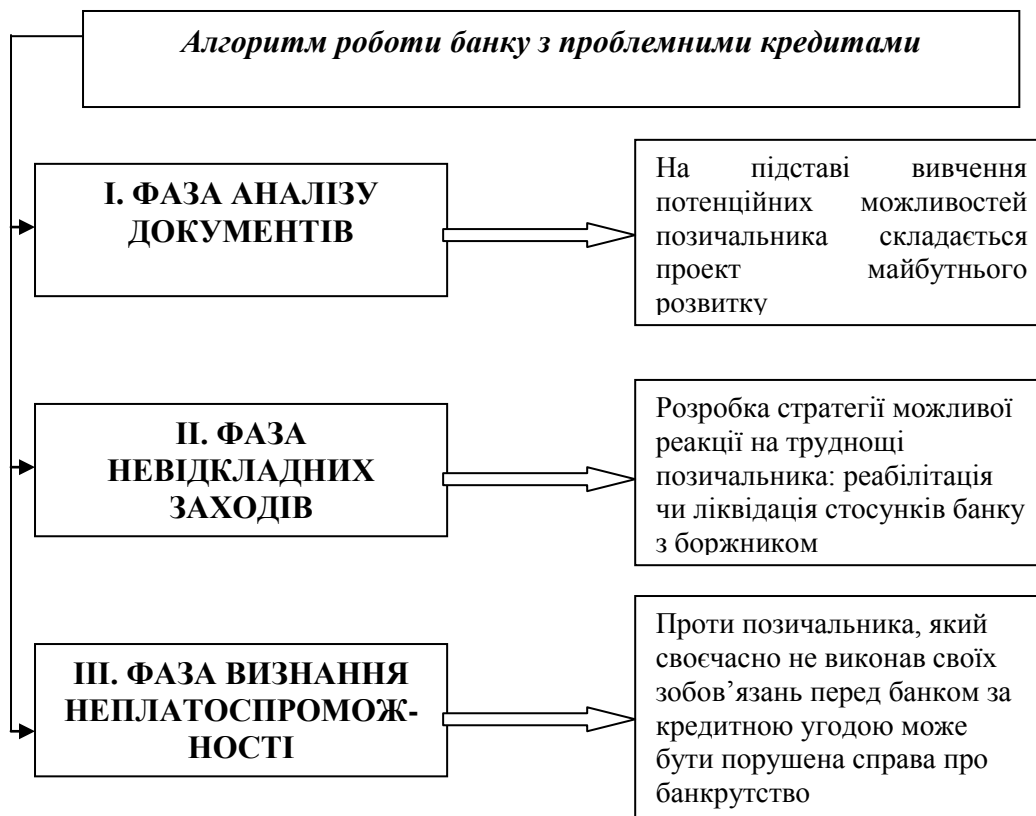 Алгоритм роботи банку з проблемними кредитами
І. ФАЗА АНАЛІЗУ
ДОКУМЕНТІВ
На підставі вивчення
потенційних можливостей
позичальника складається
проект майбутнього
розвитку
ІІ. ФАЗА
НЕВІДКЛАДНИХ
ЗАХОДІВ
Розробка стратегії можливої
реакції на труднощі
позичальника: реабілітація
чи ліквідація стосунків банку
з боржником
ІІІ. ФАЗА ВИЗНАННЯ
НЕПЛАТОСПРОМОЖ-
НОСТІ
Проти позичальника, який
своєчасно не виконав своїх
зобов’язань перед банком за
кредитною угодою може
бути порушена справа про
банкрутство